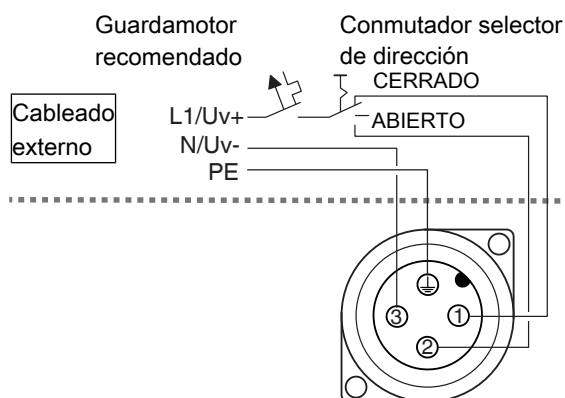 Guardamotor
recomendado
Conmutador selector
de dirección
CERRADO
Cableado
externo
L1/Uv+
ABIERTO
N/Uv-
PE
3
1
2